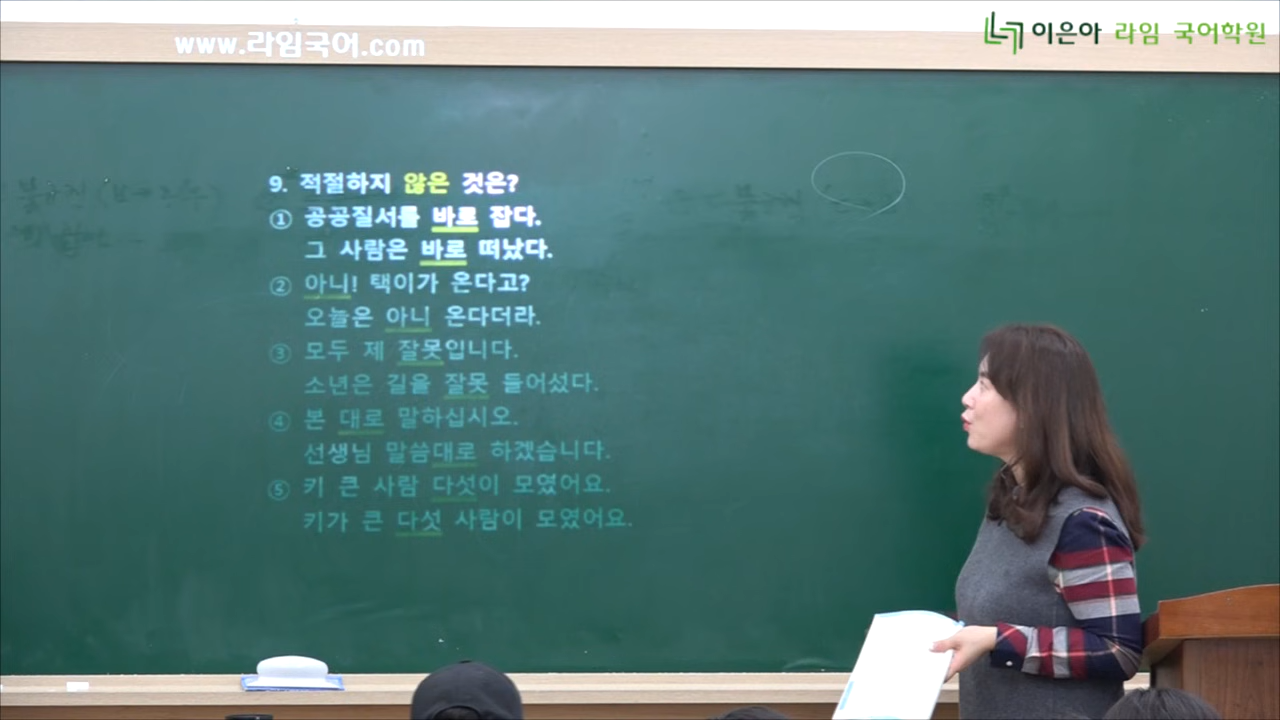 www.라임국어.com
이은아 라임 국어학원
9. 적절하지 않은 것은?
① 공공질서를 바로 잡다.
그 사람은 바로 떠났다.
② 아니! 택이가 온다고?
오늘은 아니 온다더라.
③ 모두 제 잘못입니다.
소년은 길을 잘못 들어섰다.
④ 본 대로 말하십시오.
선생님 말씀대로 하겠습니다.
⑤ 키 큰 사람 다섯이 모였어요.
키가 큰 다섯 사람이 모였어요.